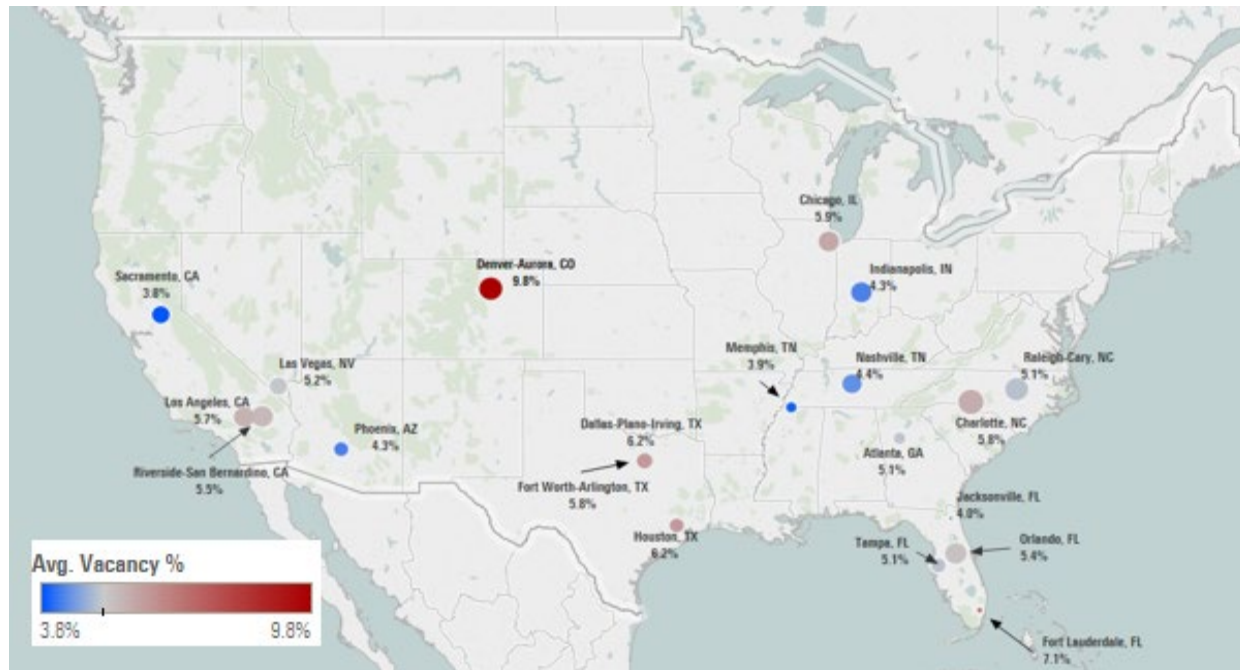 Chicago, IL
5.9%
Denver-Aurora, CO
9.8%
Sacramento, CA
3.8%
Indianapolis, IN
4.3%
Memphis, TN
3.9%
Nashville, TN
4.4%
Raleigh-Cary, NC
5.1%
Las Vegas, NV
5.2%
Los Angeles, CA
5.7%
Phoenix, AZ
4.3%
Dallas-Plano-Irving, TX
6.2%
Charlotte, NC
5.8%
Atlanta, GA
5.1%
Riverside-San Bernardino, CA
5.5%
Fort Worth-Arlington, TX
5.8%
Jacksonville, FL
4.0%
Houston, TX
6.2%
Tampa, FL
5.1%
Orlando, FL
5.4%
Fort Lauderdale, FL
7.1%
Avg. Vacancy %
3.8% 9.8%